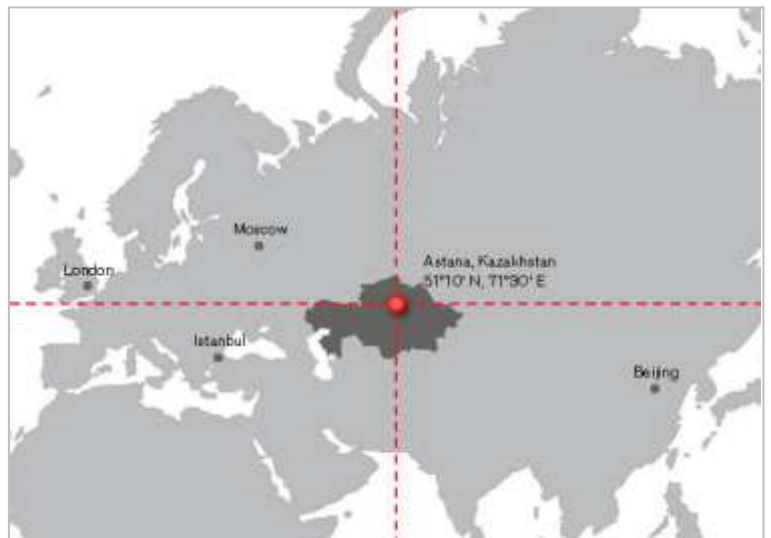 Moscow
Astana, Kazakhstan
51°10' N, 71°30' E
London
Istanbul
Beijing